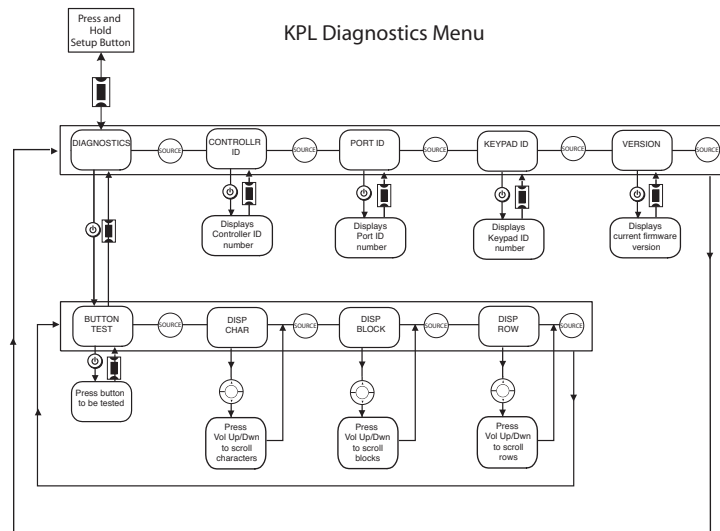 KPL Diagnostics Menu
Press and
Hold
Setup Button
DIAGNOSTICS
SOURCE
CONTROLLR
ID
SOURCE
PORT ID
SOURCE
KEYPAD ID
SOURCE
VERSION
SOURCE
Displays
Controller ID
number
Displays
Port ID
number
Displays
Keypad ID
number
Displays
current firmware
version
BUTTON
TEST
SOURCE
DISP
CHAR
SOURCE
DISP
BLOCK
SOURCE
DISP
ROW
SOURCE
Press button
to be tested
Press
Vol Up/Dwn
to scroll
characters
Press
Vol Up/Dwn
to scroll
blocks
Press
Vol Up/Dwn
to scroll
rows